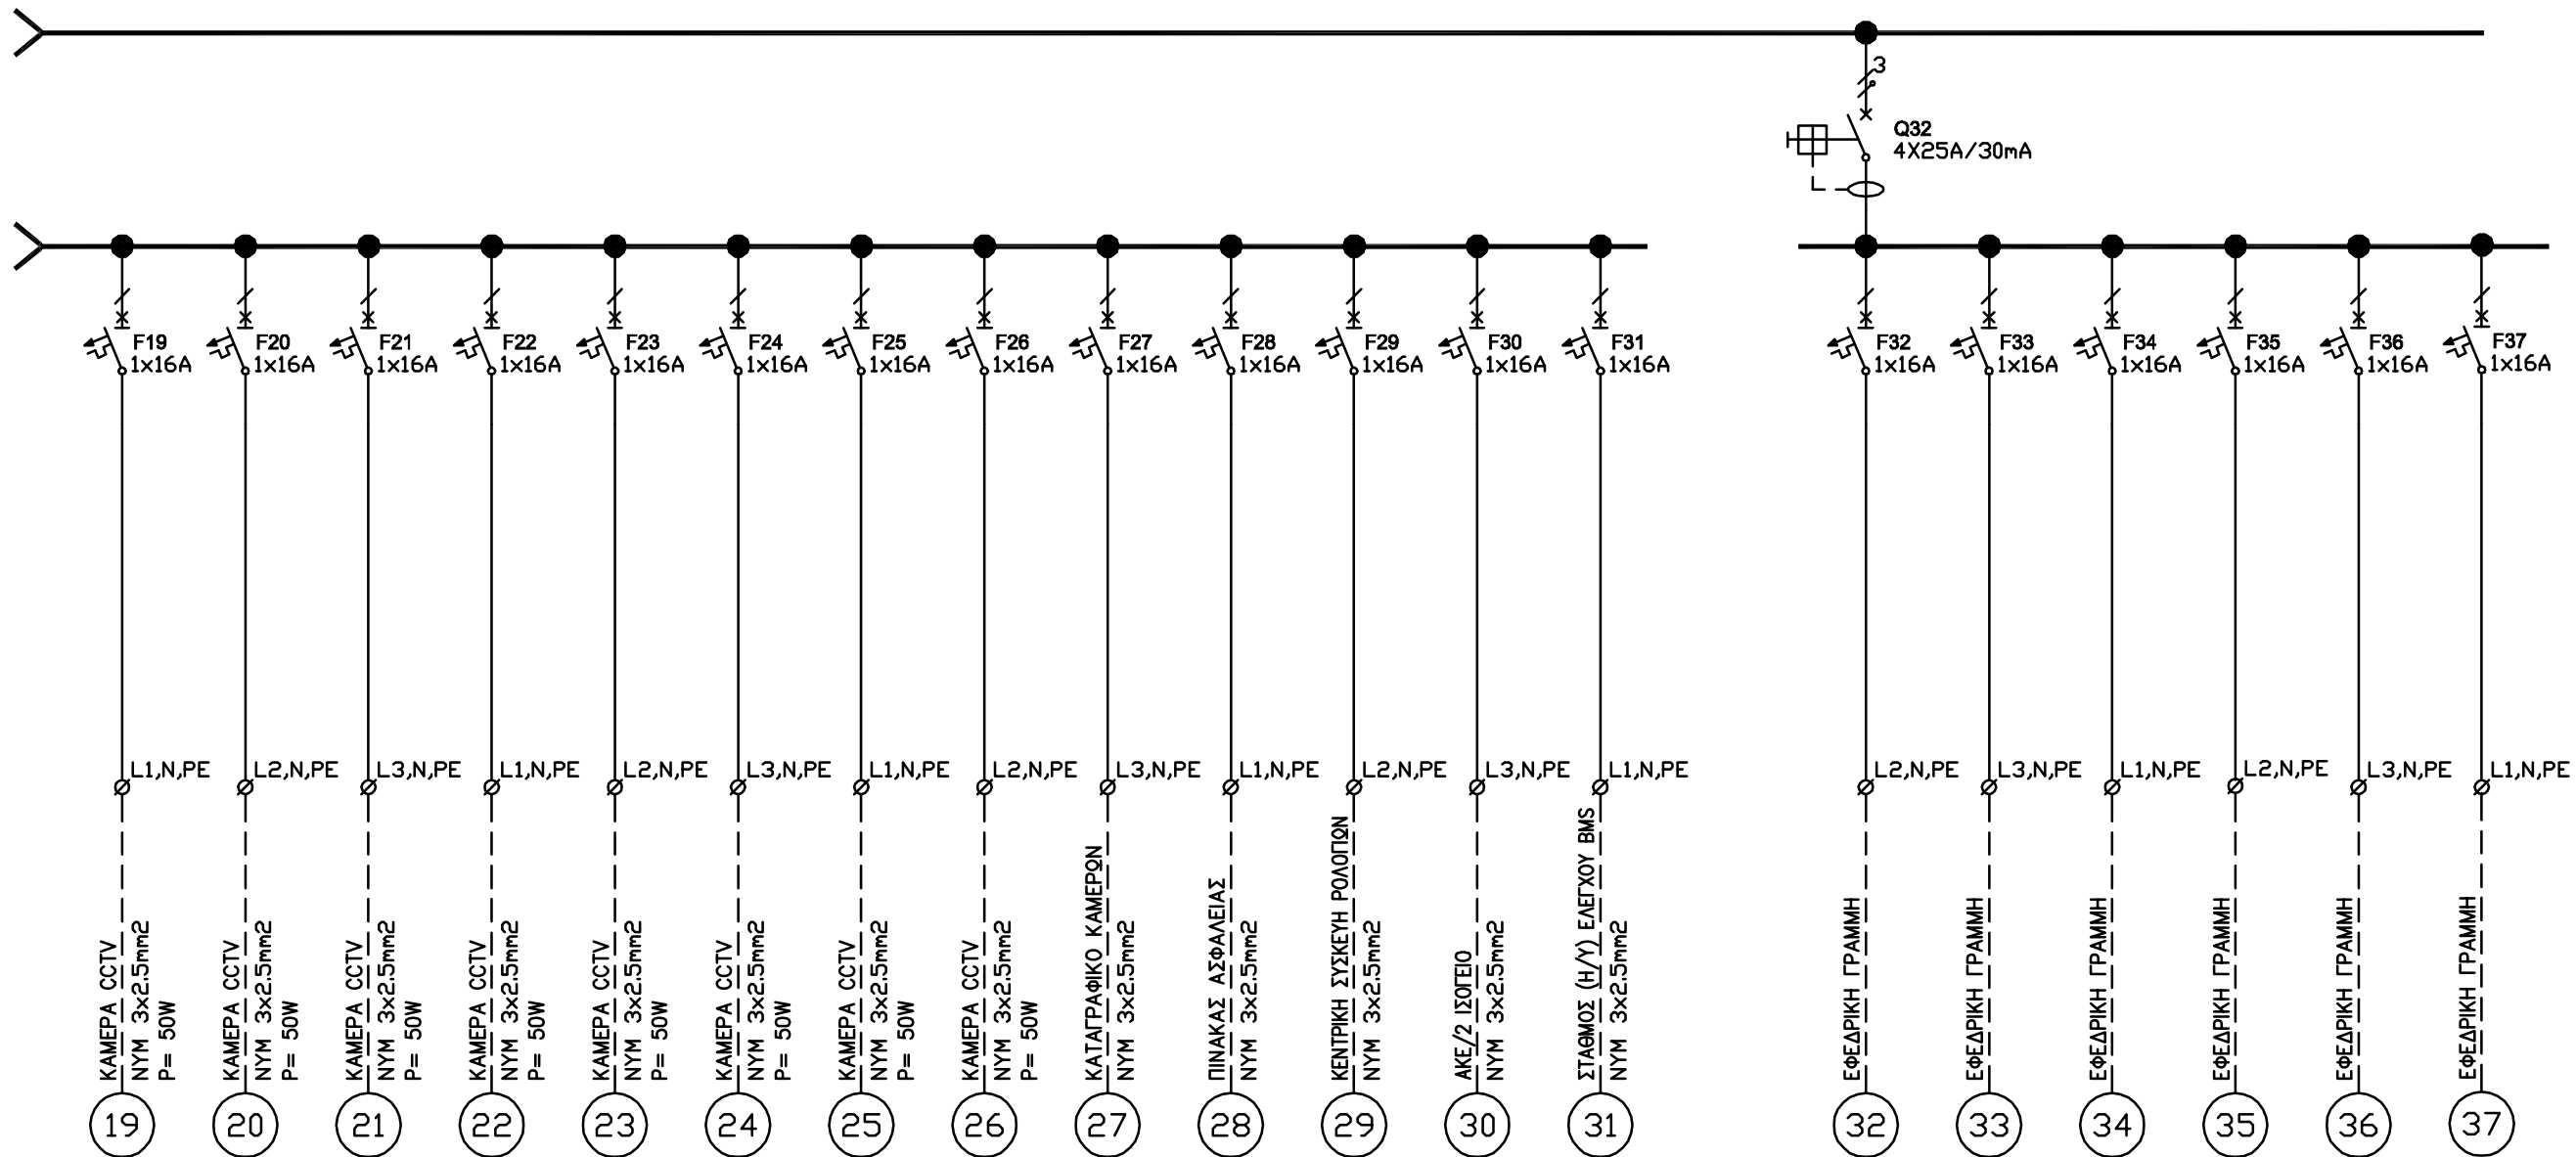 3
Q32
4X25A/30mA
F19
1x16A
F20
1x16A
F21
1x16A
F22
1x16A
F23
1x16A
F24
1x16A
F25
1x16A
F26
1x16A
F27
1x16A
F28
1x16A
F29
1x16A
F30
1x16A
F31
1x16A
F32
1x16A
F33
1x16A
F34
1x16A
F35
1x16A
F36
1x16A
F37
1x16A
L1,N,PE
L2,N,PE
L3,N,PE
L1,N,PE
L2,N,PE
L3,N,PE
L1,N,PE
L2,N,PE
L3,N,PE
L1,N,PE
L2,N,PE
L3,N,PE
L1,N,PE
L2,N,PE
L3,N,PE
L1,N,PE
L2,N,PE
L3,N,PE
L1,N,PE
ΚΑΜΕΡΑ CCTV
NYM 3x2.5mm2
P= 50W
ΚΑΜΕΡΑ CCTV
NYM 3x2.5mm2
P= 50W
ΚΑΜΕΡΑ CCTV
NYM 3x2.5mm2
P= 50W
ΚΑΜΕΡΑ CCTV
NYM 3x2.5mm2
P= 50W
ΚΑΜΕΡΑ CCTV
NYM 3x2.5mm2
P= 50W
ΚΑΜΕΡΑ CCTV
NYM 3x2.5mm2
P= 50W
ΚΑΜΕΡΑ CCTV
NYM 3x2.5mm2
P= 50W
ΚΑΜΕΡΑ CCTV
NYM 3x2.5mm2
P= 50W
ΚΑΤΑΓΡΑΦΙΚΟ ΚΑΜΕΡΩΝ
NYM 3x2.5mm2
ΠΙΝΑΚΑΣ ΑΣΦΑΛΕΙΑΣ
NYM 3x2.5mm2
ΚΕΝΤΡΙΚΗ ΣΥΣΚΕΥΗ ΡΟΛΟΓΙΩΝ
NYM 3x2.5mm2
ΑΚΕ/2 ΙΣΟΓΕΙΟ
NYM 3x2.5mm2
ΣΤΑΘΜΟΣ (Η/Υ) ΕΛΕΓΧΟΥ BMS
NYM 3x2.5mm2
ΕΦΕΔΡΙΚΗ ΓΡΑΜΜΗ
ΕΦΕΔΡΙΚΗ ΓΡΑΜΜΗ
ΕΦΕΔΡΙΚΗ ΓΡΑΜΜΗ
ΕΦΕΔΡΙΚΗ ΓΡΑΜΜΗ
ΕΦΕΔΡΙΚΗ ΓΡΑΜΜΗ
ΕΦΕΔΡΙΚΗ ΓΡΑΜΜΗ
19
20
21
22
23
24
25
26
27
28
29
30
31
32
33
34
35
36
37